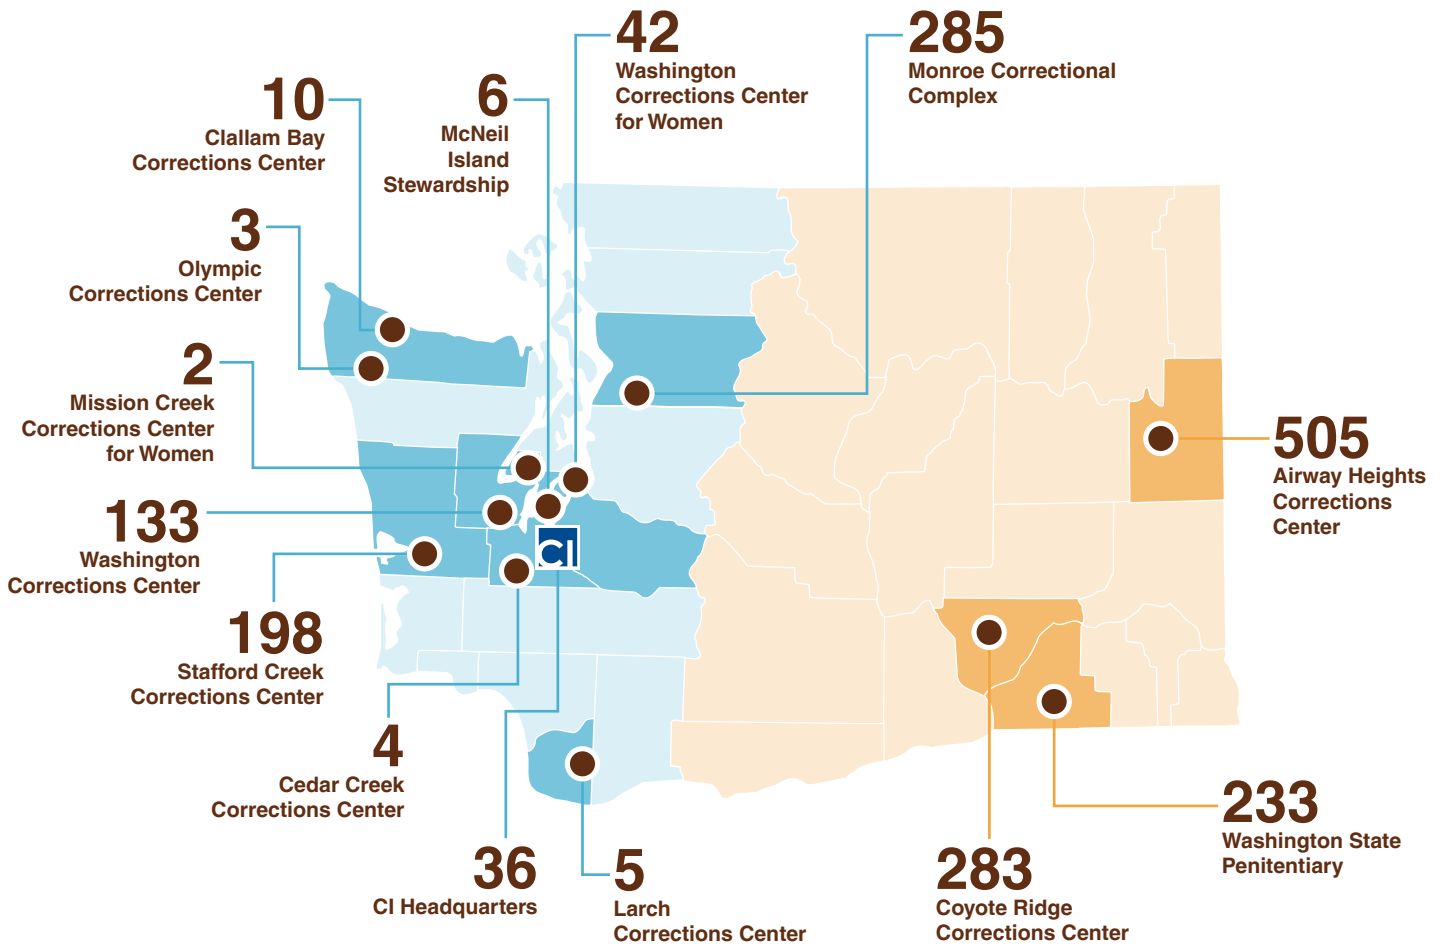 42
Washington
Corrections Center
for Women
285
Monroe Correctional
Complex
10
Clallam Bay
Corrections Center
6
McNeil
Island
Stewardship
3
Olympic
Corrections Center
2
Mission Creek
Corrections Center
for Women
505
Airway Heights
Corrections
Center
133
Washington
Corrections Center
CI
198
Stafford Creek
Corrections Center
4
Cedar Creek
Corrections Center
233
Washington State
Penitentiary
36
CI Headquarters
5
Larch
Corrections Center
283
Coyote Ridge
Corrections Center